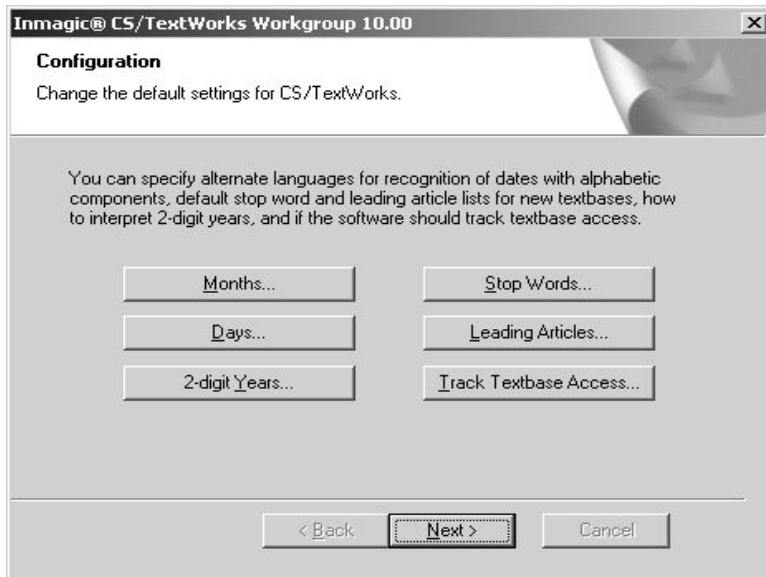 Inmagic® CS/TextWorks Workgroup 10.00
Configuration
Change the default settings for CS/TextWorks.
You can specify alternate languages for recognition of dates with alphabetic
components, default stop word and leading article lists for new textbases, how
to interpret 2-digit years, and if the software should track textbase access.
Months... Stop Words...
Days... Leading Articles...
2-digit Years... Track Textbase Access...
< Back Next > Cancel